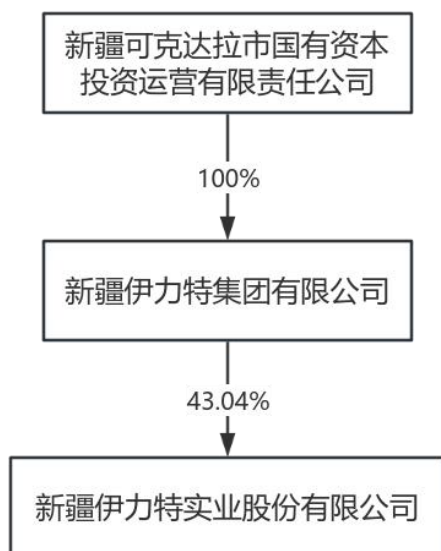 新疆可克达拉市国有资本
投资运营有限责任公司
100%
新疆伊力特集团有限公司
43.04%
新疆伊力特实业股份有限公司